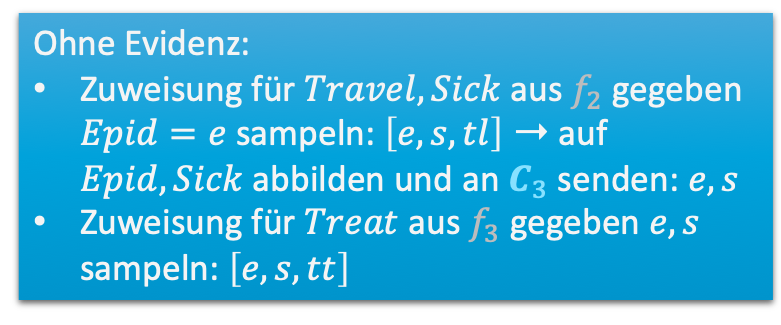 Ohne Evidenz:
• Zuweisung für Travel, Sick aus f₂ gegeben
Epid = e sampeln: [e, s, tl] → auf
Epid, Sick abbilden und an C₃ senden: e, s
• Zuweisung für Treat aus f₃ gegeben e, s
sampeln: [e, s, tt]